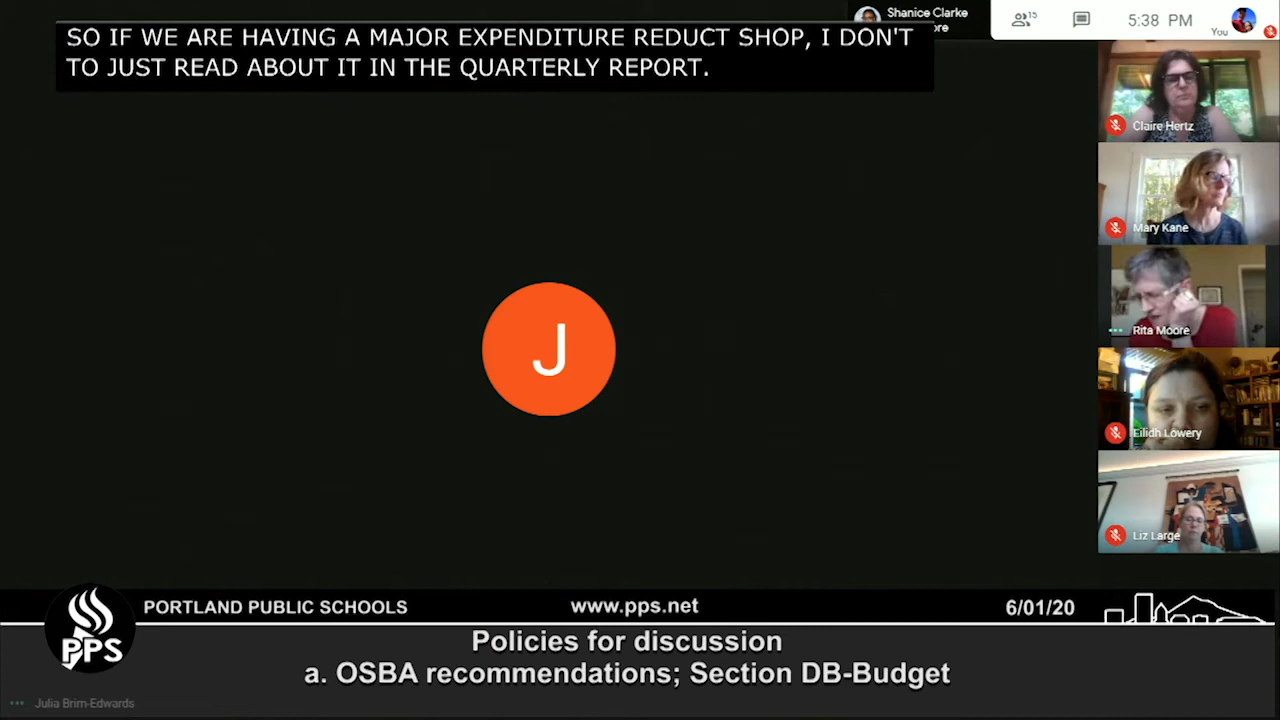 SO IF WE ARE HAVING A MAJOR EXPENDITURE REDUCT SHOP, I DON'T
TO JUST READ ABOUT IT IN THE QUARTERLY REPORT.
Shanice Clarke
ore
15
5:38 PM
You
Claire Hertz
Mary Kane
J
Rita Moore
Eilidh Lowery
Liz Large
PPS
PORTLAND PUBLIC SCHOOLS
www.pps.net
6/01/20
Policies for discussion
a. OSBA recommendations; Section DB-Budget
Julia Brim-Edwards